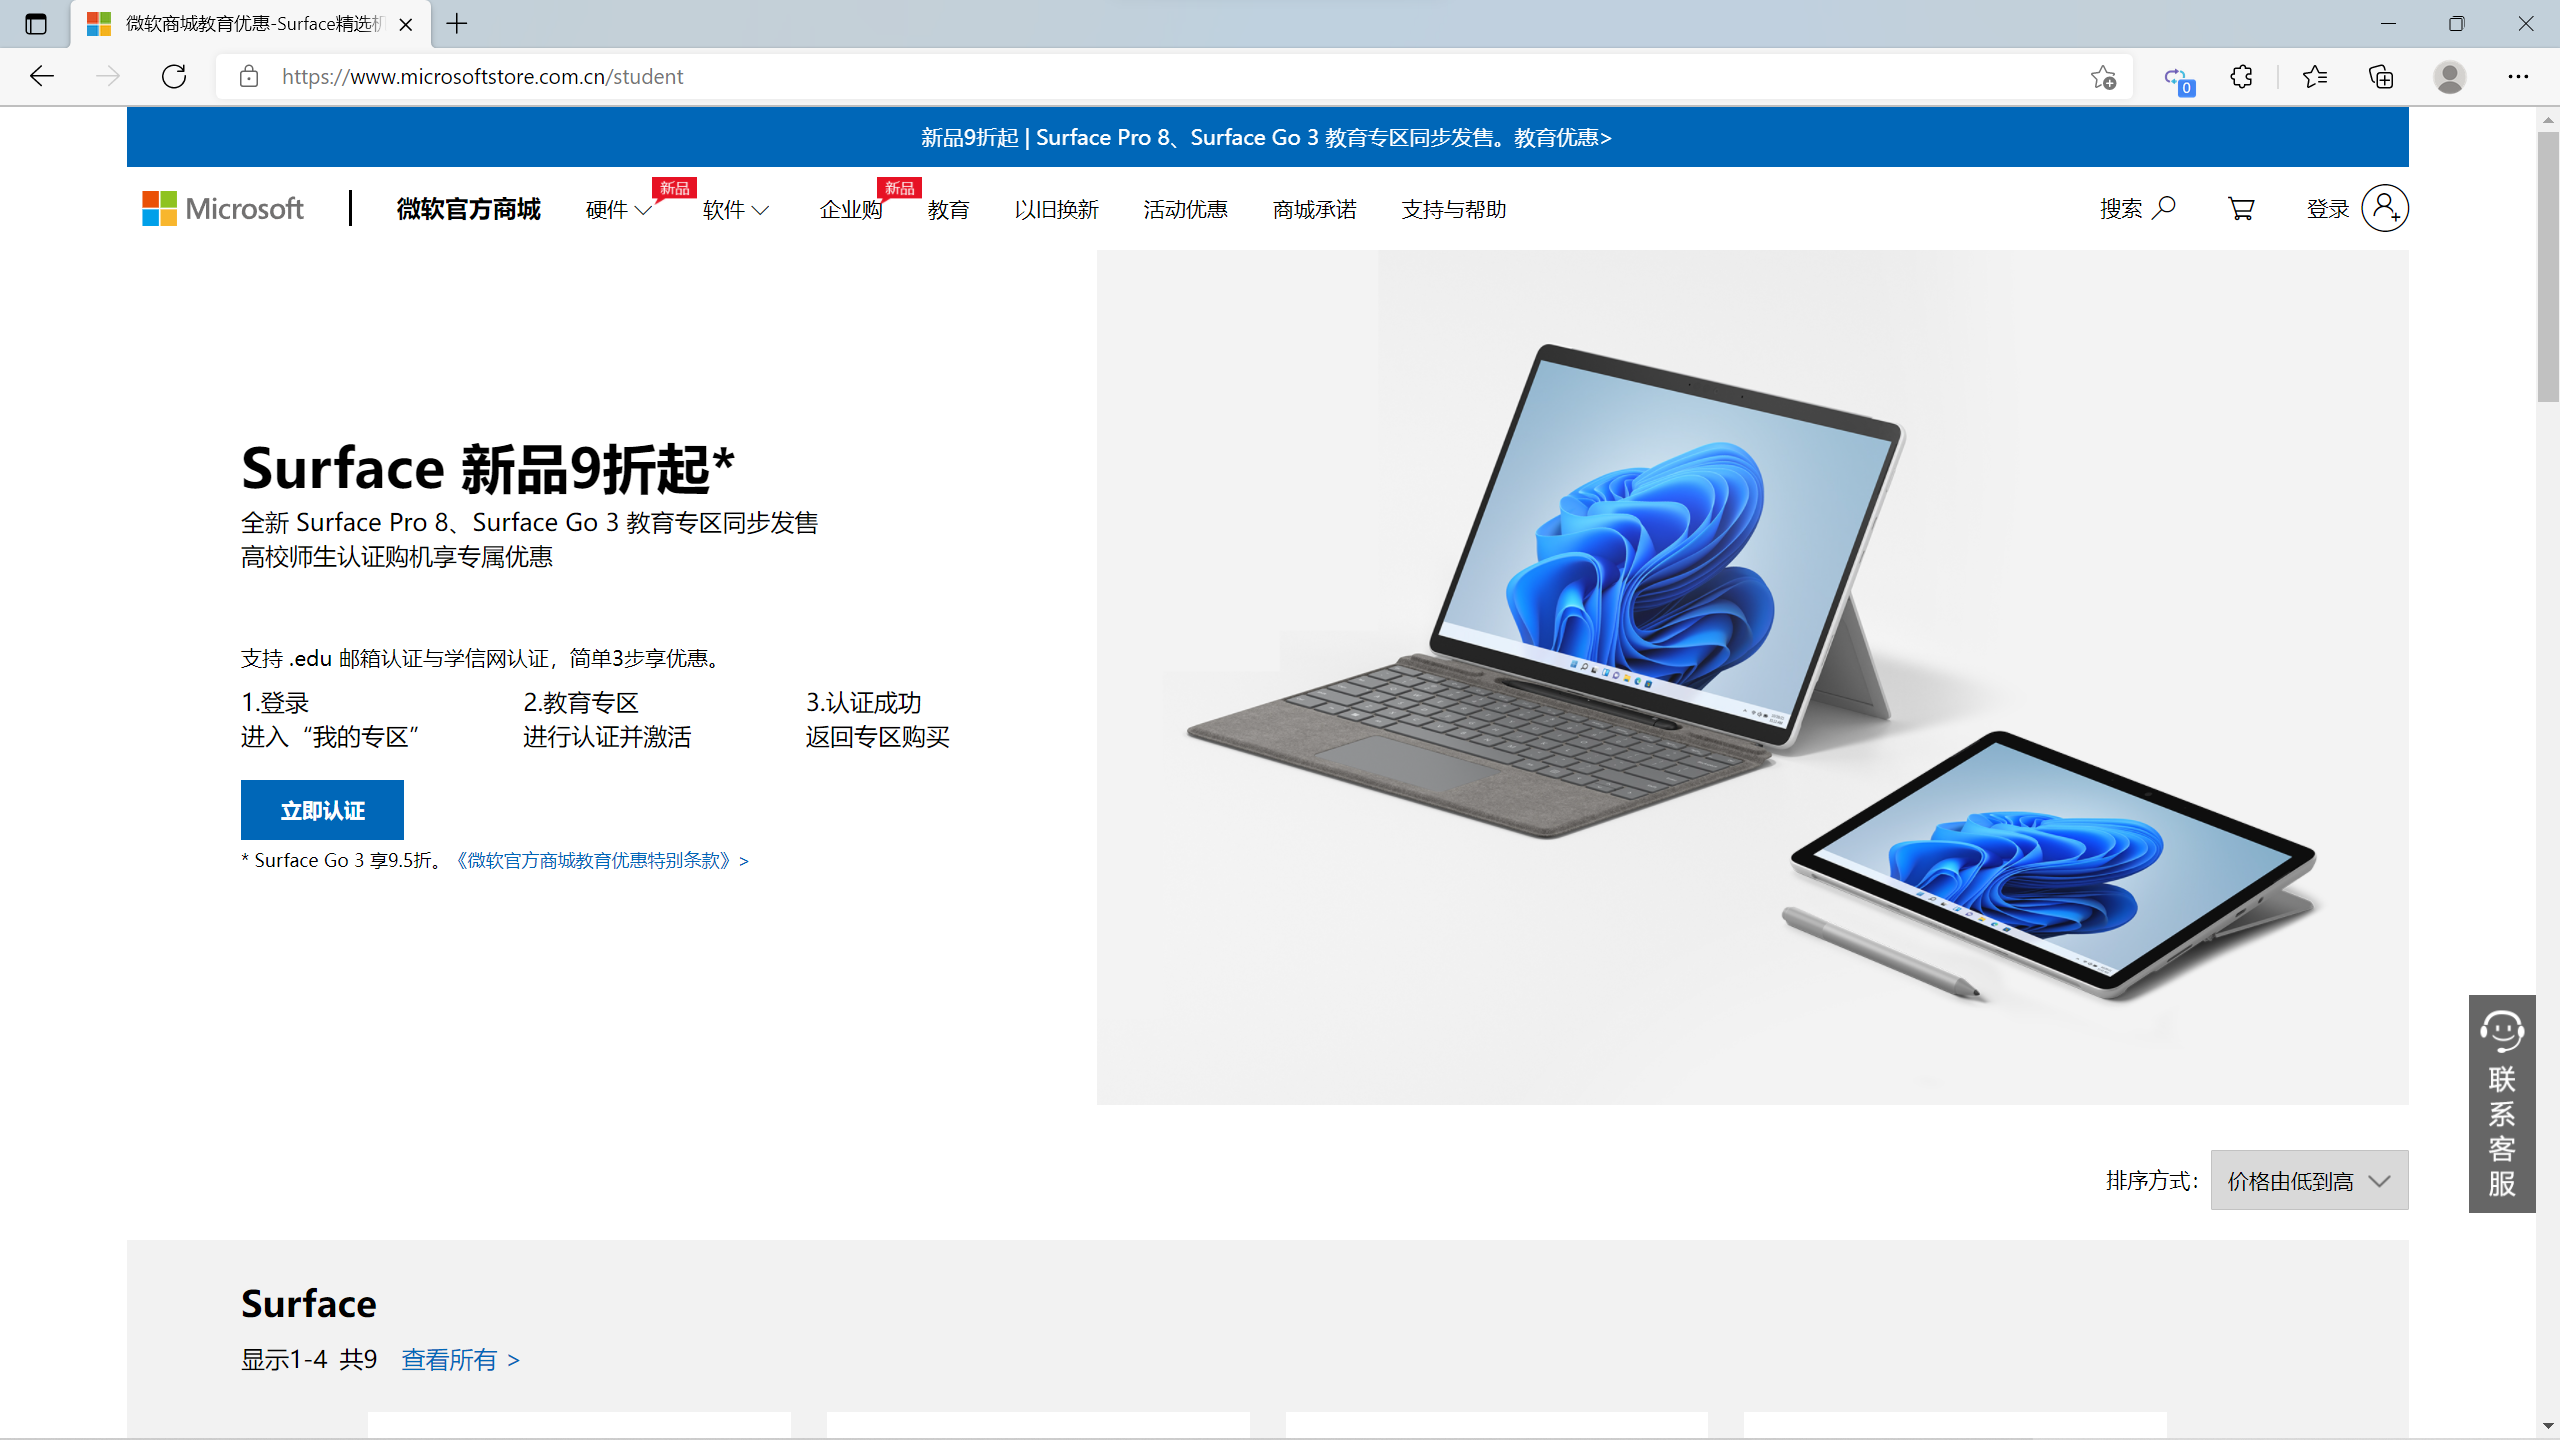 微软商城教育优惠-Surface精选机
https://www.microsoftstore.com.cn/student
0
新品9折起 | Surface Pro 8、Surface Go 3 教育专区同步发售。教育优惠>
Microsoft
微软官方商城
硬件
新品
软件
企业购
新品
教育
以旧换新
活动优惠
商城承诺
支持与帮助
搜索
登录
Surface 新品9折起*
全新 Surface Pro 8、Surface Go 3 教育专区同步发售
高校师生认证购机享专属优惠
支持 .edu 邮箱认证与学信网认证，简单3步享优惠。
1.登录
进入“我的专区”
2.教育专区
进行认证并激活
3.认证成功
返回专区购买
立即认证
* Surface Go 3 享9.5折。《微软官方商城教育优惠特别条款》>
联系客服
排序方式：
价格由低到高
Surface
显示1-4 共9 查看所有 >